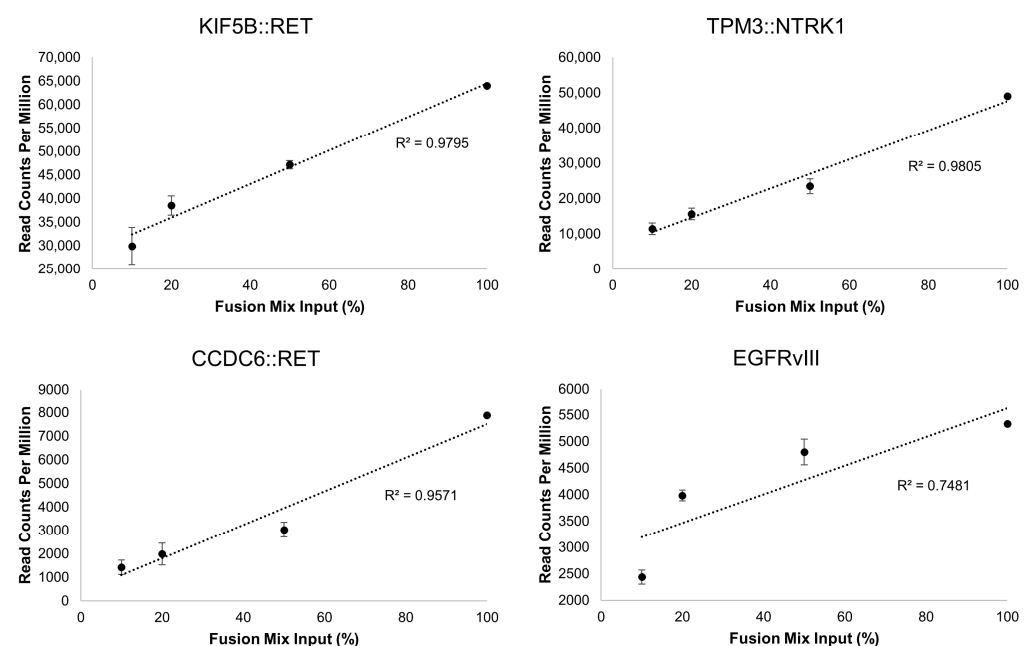 KIF5B::RET
70,000
65,000
60,000
55,000
50,000
45,000
40,000
35,000
30,000
25,000
Read Counts Per Million
R² = 0.9795
0 20 40 60 80 100
Fusion Mix Input (%)
TPM3::NTRK1
60,000
50,000
40,000
30,000
20,000
10,000
0
Read Counts Per Million
R² = 0.9805
0 20 40 60 80 100
Fusion Mix Input (%)
CCDC6::RET
9000
8000
7000
6000
5000
4000
3000
2000
1000
0
Read Counts Per Million
R² = 0.9571
0 20 40 60 80 100
Fusion Mix Input (%)
EGFRvIII
6000
5500
5000
4500
4000
3500
3000
2500
2000
Read Counts Per Million
R² = 0.7481
0 20 40 60 80 100
Fusion Mix Input (%)